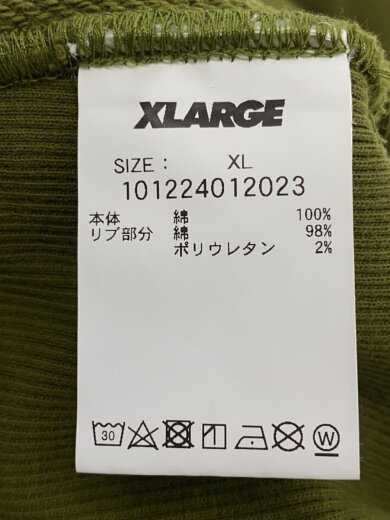 XLARGE
SIZE : XL
101224012023
本体 綿 100%
リブ部分 綿 98%
ポリウレタン 2%
30 W